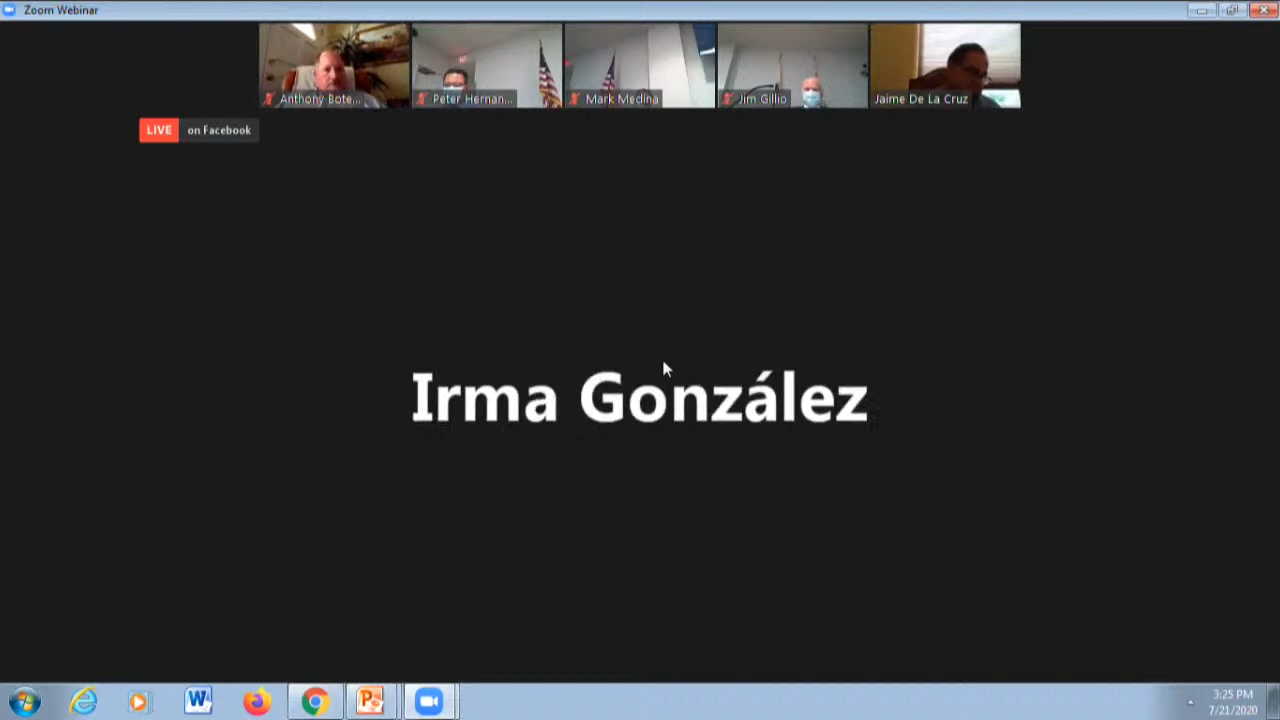 Zoom Webinar
Anthony Bote...
Peter Hernan...
Mark Medina
Jim Gillio
Jaime De La Cruz
LIVE on Facebook
Irma González
3:25 PM
7/21/2020